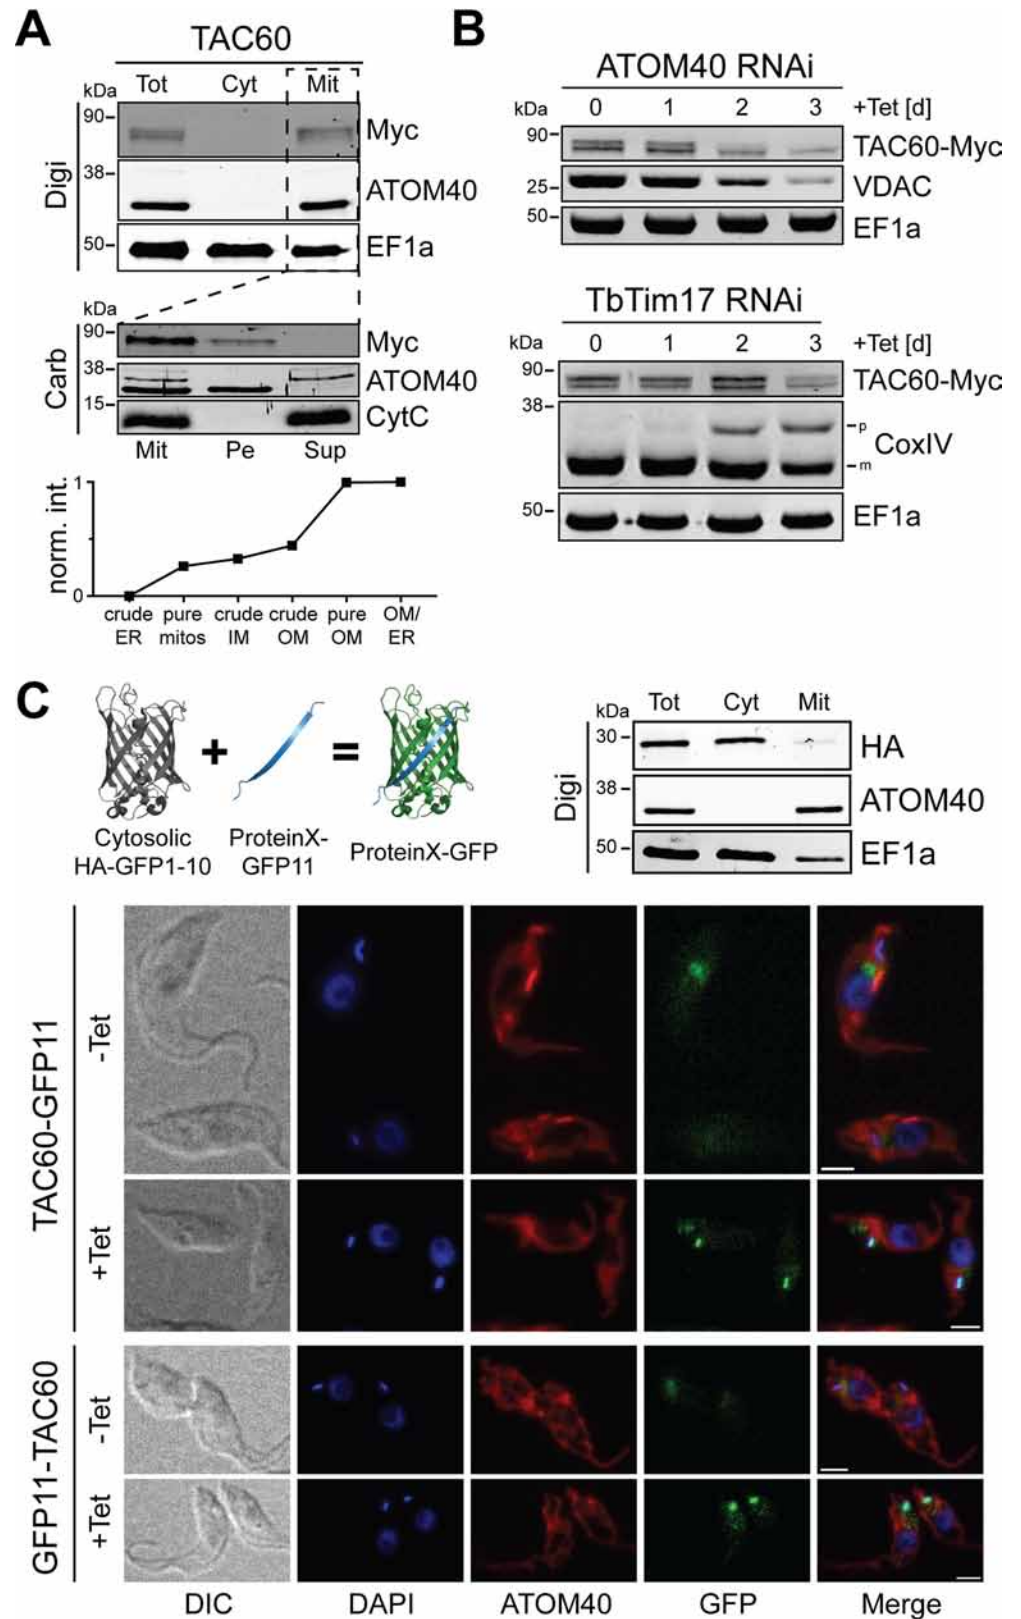 A
TAC60
kDa
Tot
Cyt
Mit
90
Myc
38
ATOM40
50
EF1a
Digi
kDa
90
Myc
38
ATOM40
15
CytC
Carb
Mit
Pe
Sup
norm. int.
1
0
crude ER
pure mitos
crude IM
crude OM
pure OM
OM/ER
B
ATOM40 RNAi
kDa
0
1
2
3
+Tet [d]
90
TAC60-Myc
25
VDAC
50
EF1a
TbTim17 RNAi
kDa
0
1
2
3
+Tet [d]
90
TAC60-Myc
38
p
CoxIV
m
50
EF1a
C
+
=
Cytosolic
HA-GFP1-10
ProteinX-
GFP11
ProteinX-GFP
kDa
Tot
Cyt
Mit
30
HA
38
ATOM40
50
EF1a
Digi
TAC60-GFP11
-Tet
+Tet
GFP11-TAC60
-Tet
+Tet
DIC
DAPI
ATOM40
GFP
Merge